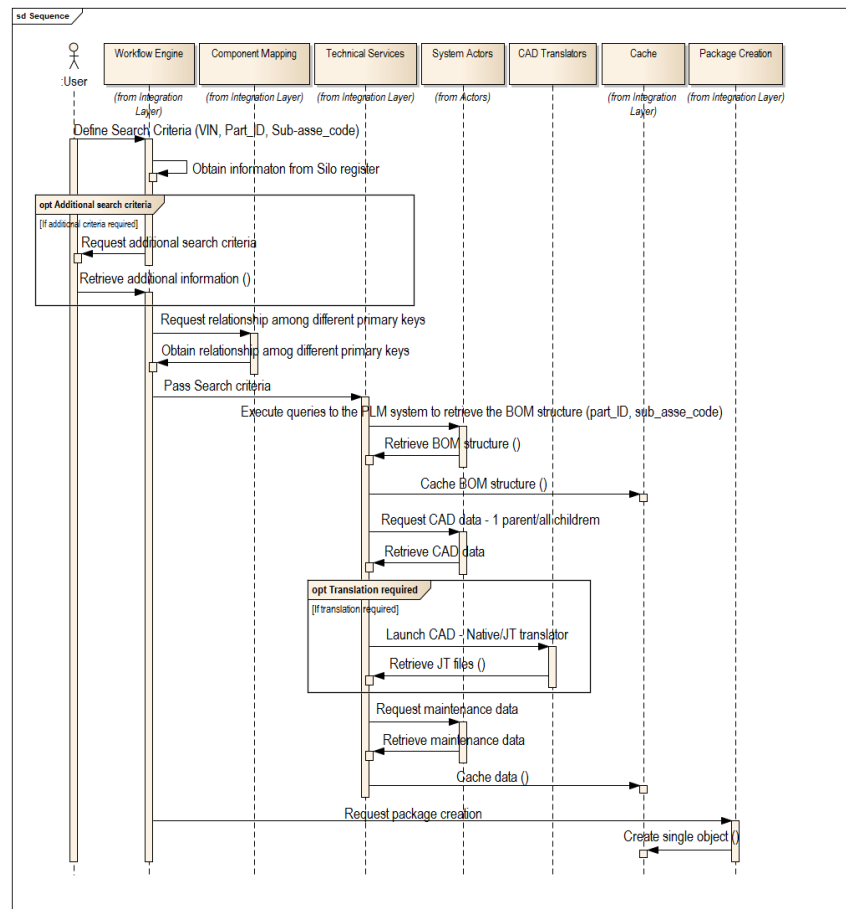 sd Sequence
:User
Workflow Engine
(from Integration
Layer)
Component Mapping
(from Integration Layer)
Technical Services
(from Integration Layer)
System Actors
(from Actors)
CAD Translators
Cache
(from Integration
Layer)
Package Creation
(from Integration Layer)
Define Search Criteria (VIN, Part_ID, Sub-asse_code)
Obtain informaton from Silo register
opt Additional search criteria
[If additional criteria required]
Request additional search criteria
Retrieve additional information ()
Request relationship among different primary keys
Obtain relationship amog different primary keys
Pass Search criteria
Execute queries to the PLM system to retrieve the BOM structure (part_ID, sub_asse_code)
Retrieve BOM structure ()
Cache BOM structure ()
Request CAD data - 1 parent/all childrem
Retrieve CAD data
opt Translation required
[If translation required]
Launch CAD - Native/JT translator
Retrieve JT files ()
Request maintenance data
Retrieve maintenance data
Cache data ()
Request package creation
Create single object ()